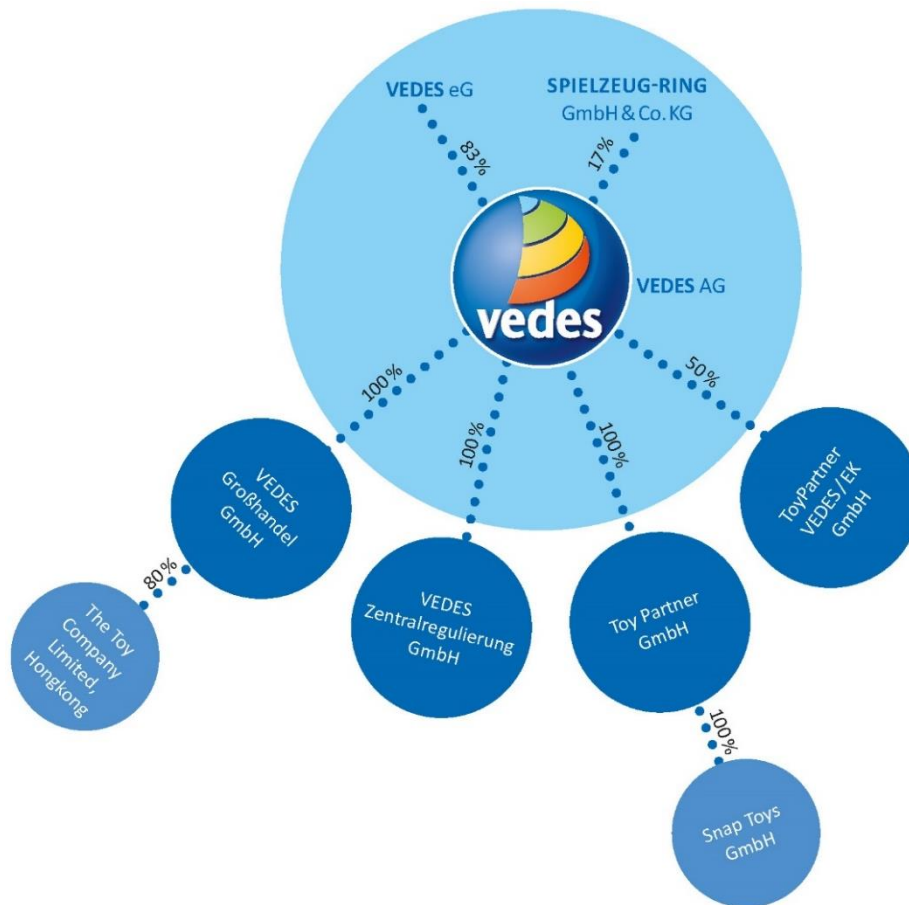 VEDES eG
SPIELZEUG-RING
GmbH & Co. KG
83%
17%
vedes
VEDES AG
100%
100%
100%
50%
VEDES
Großhandel
GmbH
VEDES
Zentralregulierung
GmbH
Toy Partner
GmbH
ToyPartner
VEDES/EK
GmbH
80%
The Toy
Company
Limited,
Hongkong
100%
Snap Toys
GmbH